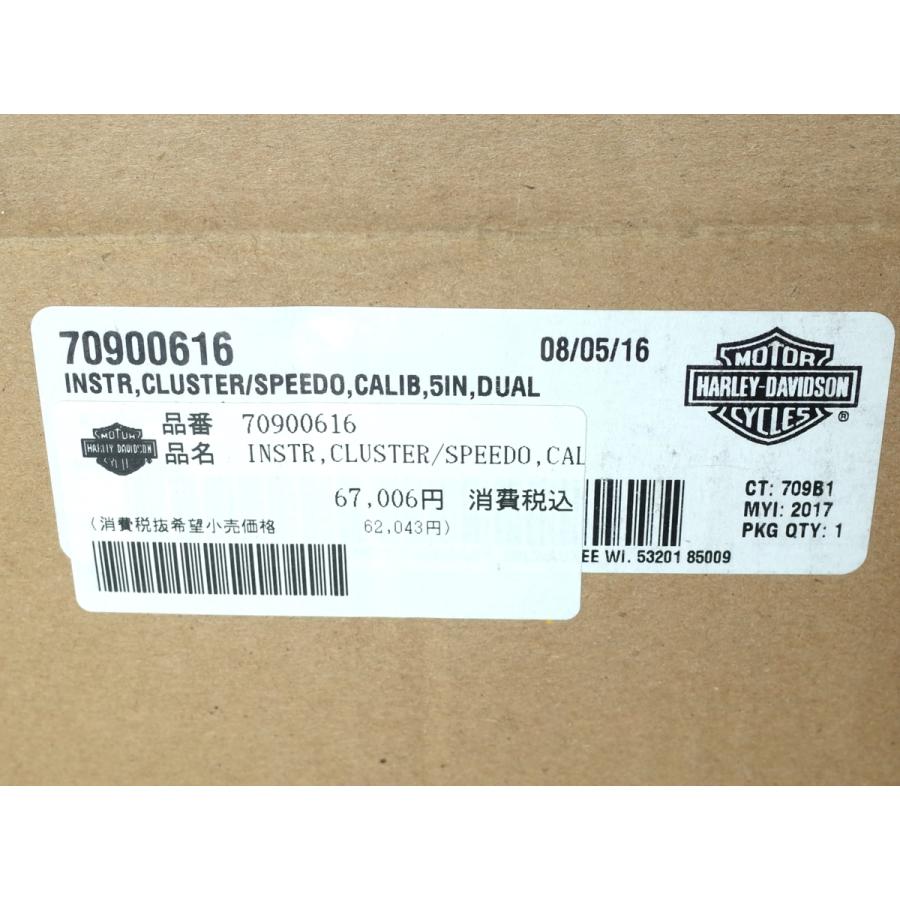 70900616
08/05/16
INSTR,CLUSTER/SPEEDO,CALIB,5IN,DUAL
MOTOR
HARLEY-DAVIDSON
CYCLES
®
CT: 709B1
MYI: 2017
PKG QTY: 1
EE WI. 53201 85009
MOTOR
HARLEY DAVIDSON
品番 70900616
品名 INSTR,CLUSTER/SPEEDO,CAL
67,006円 消費税込
(消費税抜希望小売価格 62,043円)